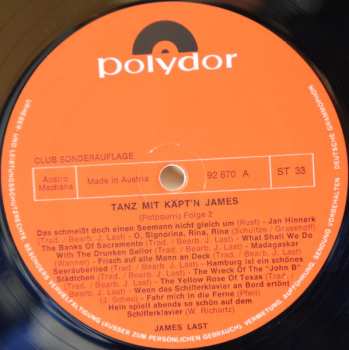 polydor
CLUB SONDERAUFLAGE
Austro
Mechana
Made in Austria
92 670 A
ST 33
TANZ MIT KÄPT'N JAMES
(Potpourri) Folge 2
Das schmeißt doch einen Seemann nicht gleich um (Rust) - Jan Hinnerk
(Trad. / Bearb. J. Last) - O, Signorina, Rina, Rina (Schultze / Grasshoff)
The Banks Of Sacramento (Trad. / Bearb. J. Last) - What Shall We Do
With The Drunken Sailor (Trad. / Bearb. J. Last) - Madagaskar
(Wanner) - Frisch auf alle Mann an Deck (Trad. / Bearb. J. Last)
Seeräuberlied (Trad. / Bearb. J. Last) - Hamburg ist ein schönes
Städtchen (Trad. / Bearb. J. Last) - The Wreck Of The "John B"
(Trad. / Bearb. J. Last) - The Yellow Rose Of Texas (Trad. /
Bearb. J. Last) - Wenn das Schifferklavier an Bord ertönt
(J. Scheu) - Fahr mich in die Ferne (Pfeil)
Hein spielt abends so schön auf dem
Schifferklavier (W. Richartz)
JAMES LAST